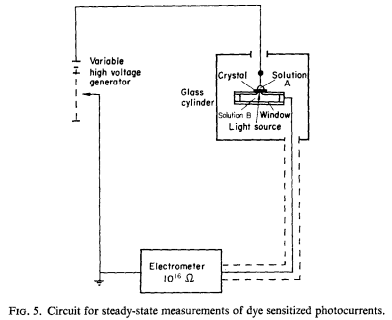 Variable
high voltage
generator
Crystal
Solution
A
Glass
cylinder
Solution B
Window
Light source
Electrometer
10¹⁶ Ω
FIG. 5. Circuit for steady-state measurements of dye sensitized photocurrents.